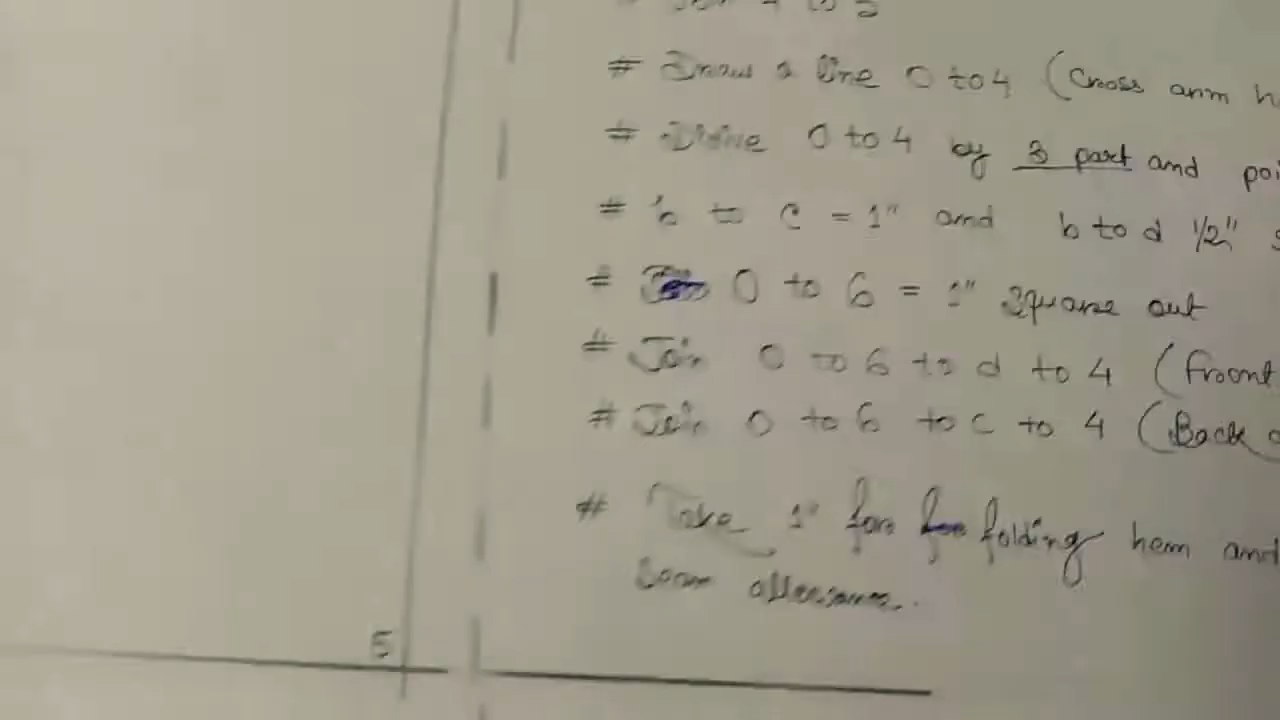 # Draw a line 0 to 4 (Cross arm
# Divide 0 to 4 by 3 part and
# b to c = 1" and b to d 1/2"
# 0 to 6 = 1" Square out
# Join 0 to 6 to d to 4 (froont
# Join 0 to 6 to c to 4 (Back
# Take 1" for folding hem and
seam allowance.
5